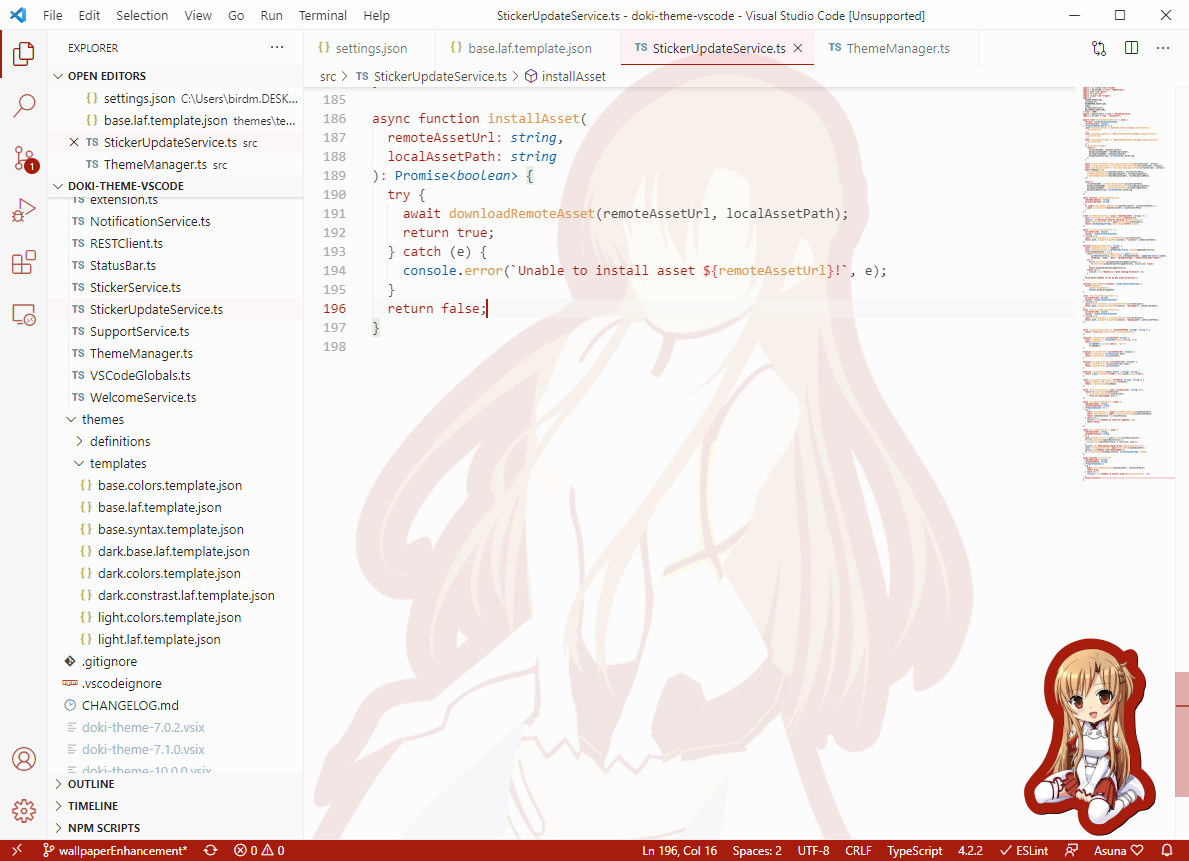 File Edit Selection View Go Run Terminal Help
StickerUpdateService.ts - doki-theme-vscode - Visual Studio Code [Unsupported]
EXPLORER
OPEN EDITORS
{} settings.json C:\Users\birdm.DESK...
{} base.laf.template.json themes\te...
TS StickerUpdateService.ts src
TS ThemeManager.ts src
1
DOKI-THEME-VSCODE
TS extension.ts
TS NotificationService.ts
TS RESTClient.ts
TS StatusBar.ts
TS StickerService.ts
TS StickerUpdateService.ts
TS SupportService.ts
TS ThemeManager.ts
TS VSCodeGlobals.ts
TS WelcomeService.ts
themes
definitions
templates
{} base.colors.template.json
{} base.laf.template.json
{} base.syntax.template.json
{} dark.base.laf.template.json
{} dark.colors.template.json
{} dark.constrast.laf.template.json
{} light.colors.template.json
{} light.laf.template.json
.gitignore
npm .vscodeignore
CHANGELOG.md
doki-theme-7.0.2.vsix
doki-theme-7.1.0.vsix
doki-theme-10.0.0.vsix
OUTLINE
TIMELINE
NPM SCRIPTS
{} settings.json
{} base.laf.template.json
TS StickerUpdateService.ts
TS ThemeManager.ts
src > TS StickerUpdateService.ts > installAsset
185
186 async function installAsset(
187 remoteAssetUrl: string,
188 localAssetPath: string
189 ): Promise<boolean> {
190 try {
191 await downloadRemoteAsset(remoteAssetUrl, localAssetPath);
192 return true;
193 } catch (e) {
194 console.error(`Unable to install asset ${remoteAssetUrl}!`, e);
195 }
196 return false;
197 }
198
wallpaperEnhancement* 0 0
Ln 196, Col 16 Spaces: 2 UTF-8 CRLF TypeScript 4.2.2 ESLint Asuna